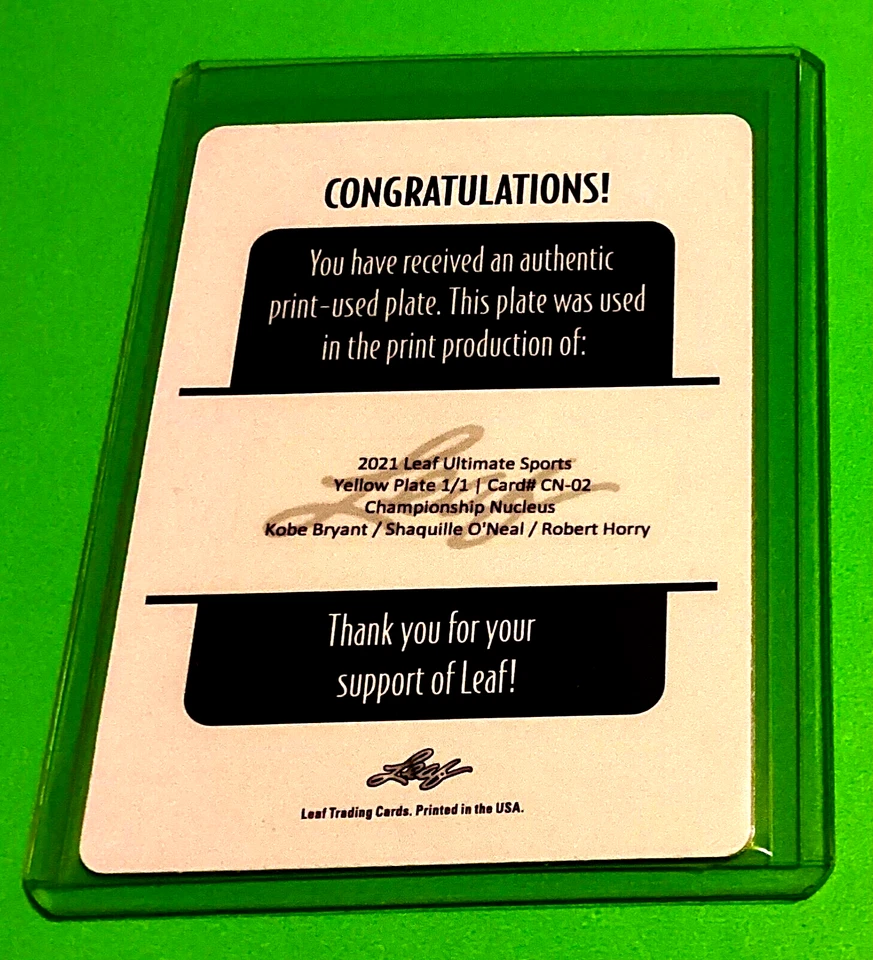 CONGRATULATIONS!
You have received an authentic
print-used plate. This plate was used
in the print production of:
Leaf
2021 Leaf Ultimate Sports
Yellow Plate 1/1 | Card# CN-02
Championship Nucleus
Kobe Bryant / Shaquille O'Neal / Robert Horry
Thank you for your
support of Leaf!
Leaf
Leaf Trading Cards. Printed in the USA.